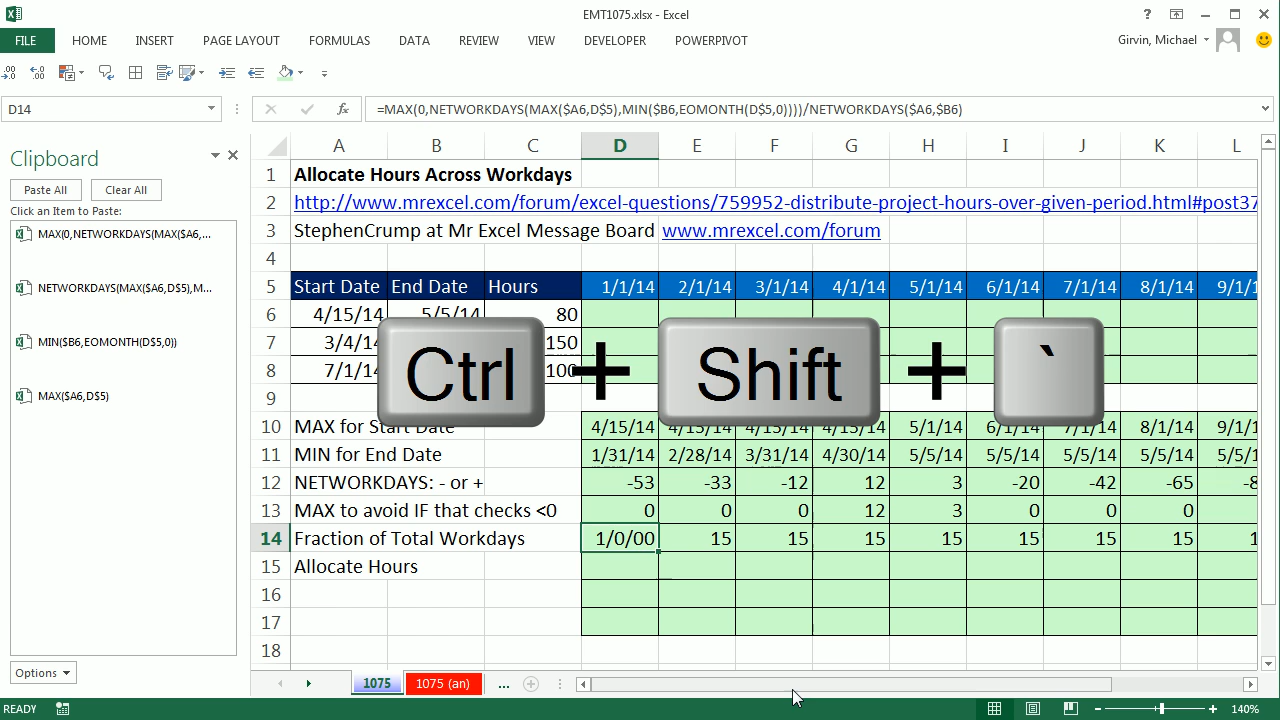 EMT1075.xlsx - Excel
FILE HOME INSERT PAGE LAYOUT FORMULAS DATA REVIEW VIEW DEVELOPER POWERPIVOT Girvin, Michael
D14 fx =MAX(0,NETWORKDAYS(MAX($A6,D$5),MIN($B6,EOMONTH(D$5,0))))/NETWORKDAYS($A6,$B6)
Clipboard
Paste All Clear All
Click an Item to Paste:
MAX(0,NETWORKDAYS(MAX($A6,...
NETWORKDAYS(MAX($A6,D$5),M...
MIN($B6,EOMONTH(D$5,0))
MAX($A6,D$5)
Options
A B C D E F G H I J K L
1 Allocate Hours Across Workdays
2 http://www.mrexcel.com/forum/excel-questions/759952-distribute-project-hours-over-given-period.html#post37
3 StephenCrump at Mr Excel Message Board www.mrexcel.com/forum
4
5 Start Date End Date Hours 1/1/14 2/1/14 3/1/14 4/1/14 5/1/14 6/1/14 7/1/14 8/1/14 9/1/1
6 4/15/14 5/5/14 80
7 3/4/14 150
8 7/1/14 100
9
Ctrl + Shift + `
10 MAX for Start Date 4/15/14 4/15/14 4/15/14 4/15/14 5/1/14 6/1/14 7/1/14 8/1/14 9/1/1
11 MIN for End Date 1/31/14 2/28/14 3/31/14 4/30/14 5/5/14 5/5/14 5/5/14 5/5/14 5/5/1
12 NETWORKDAYS: - or + -53 -33 -12 12 3 -20 -42 -65 -8
13 MAX to avoid IF that checks <0 0 0 0 12 3 0 0 0
14 Fraction of Total Workdays 1/0/00 15 15 15 15 15 15 15 1
15 Allocate Hours
16
17
18
1075 1075 (an) ...
READY 140%